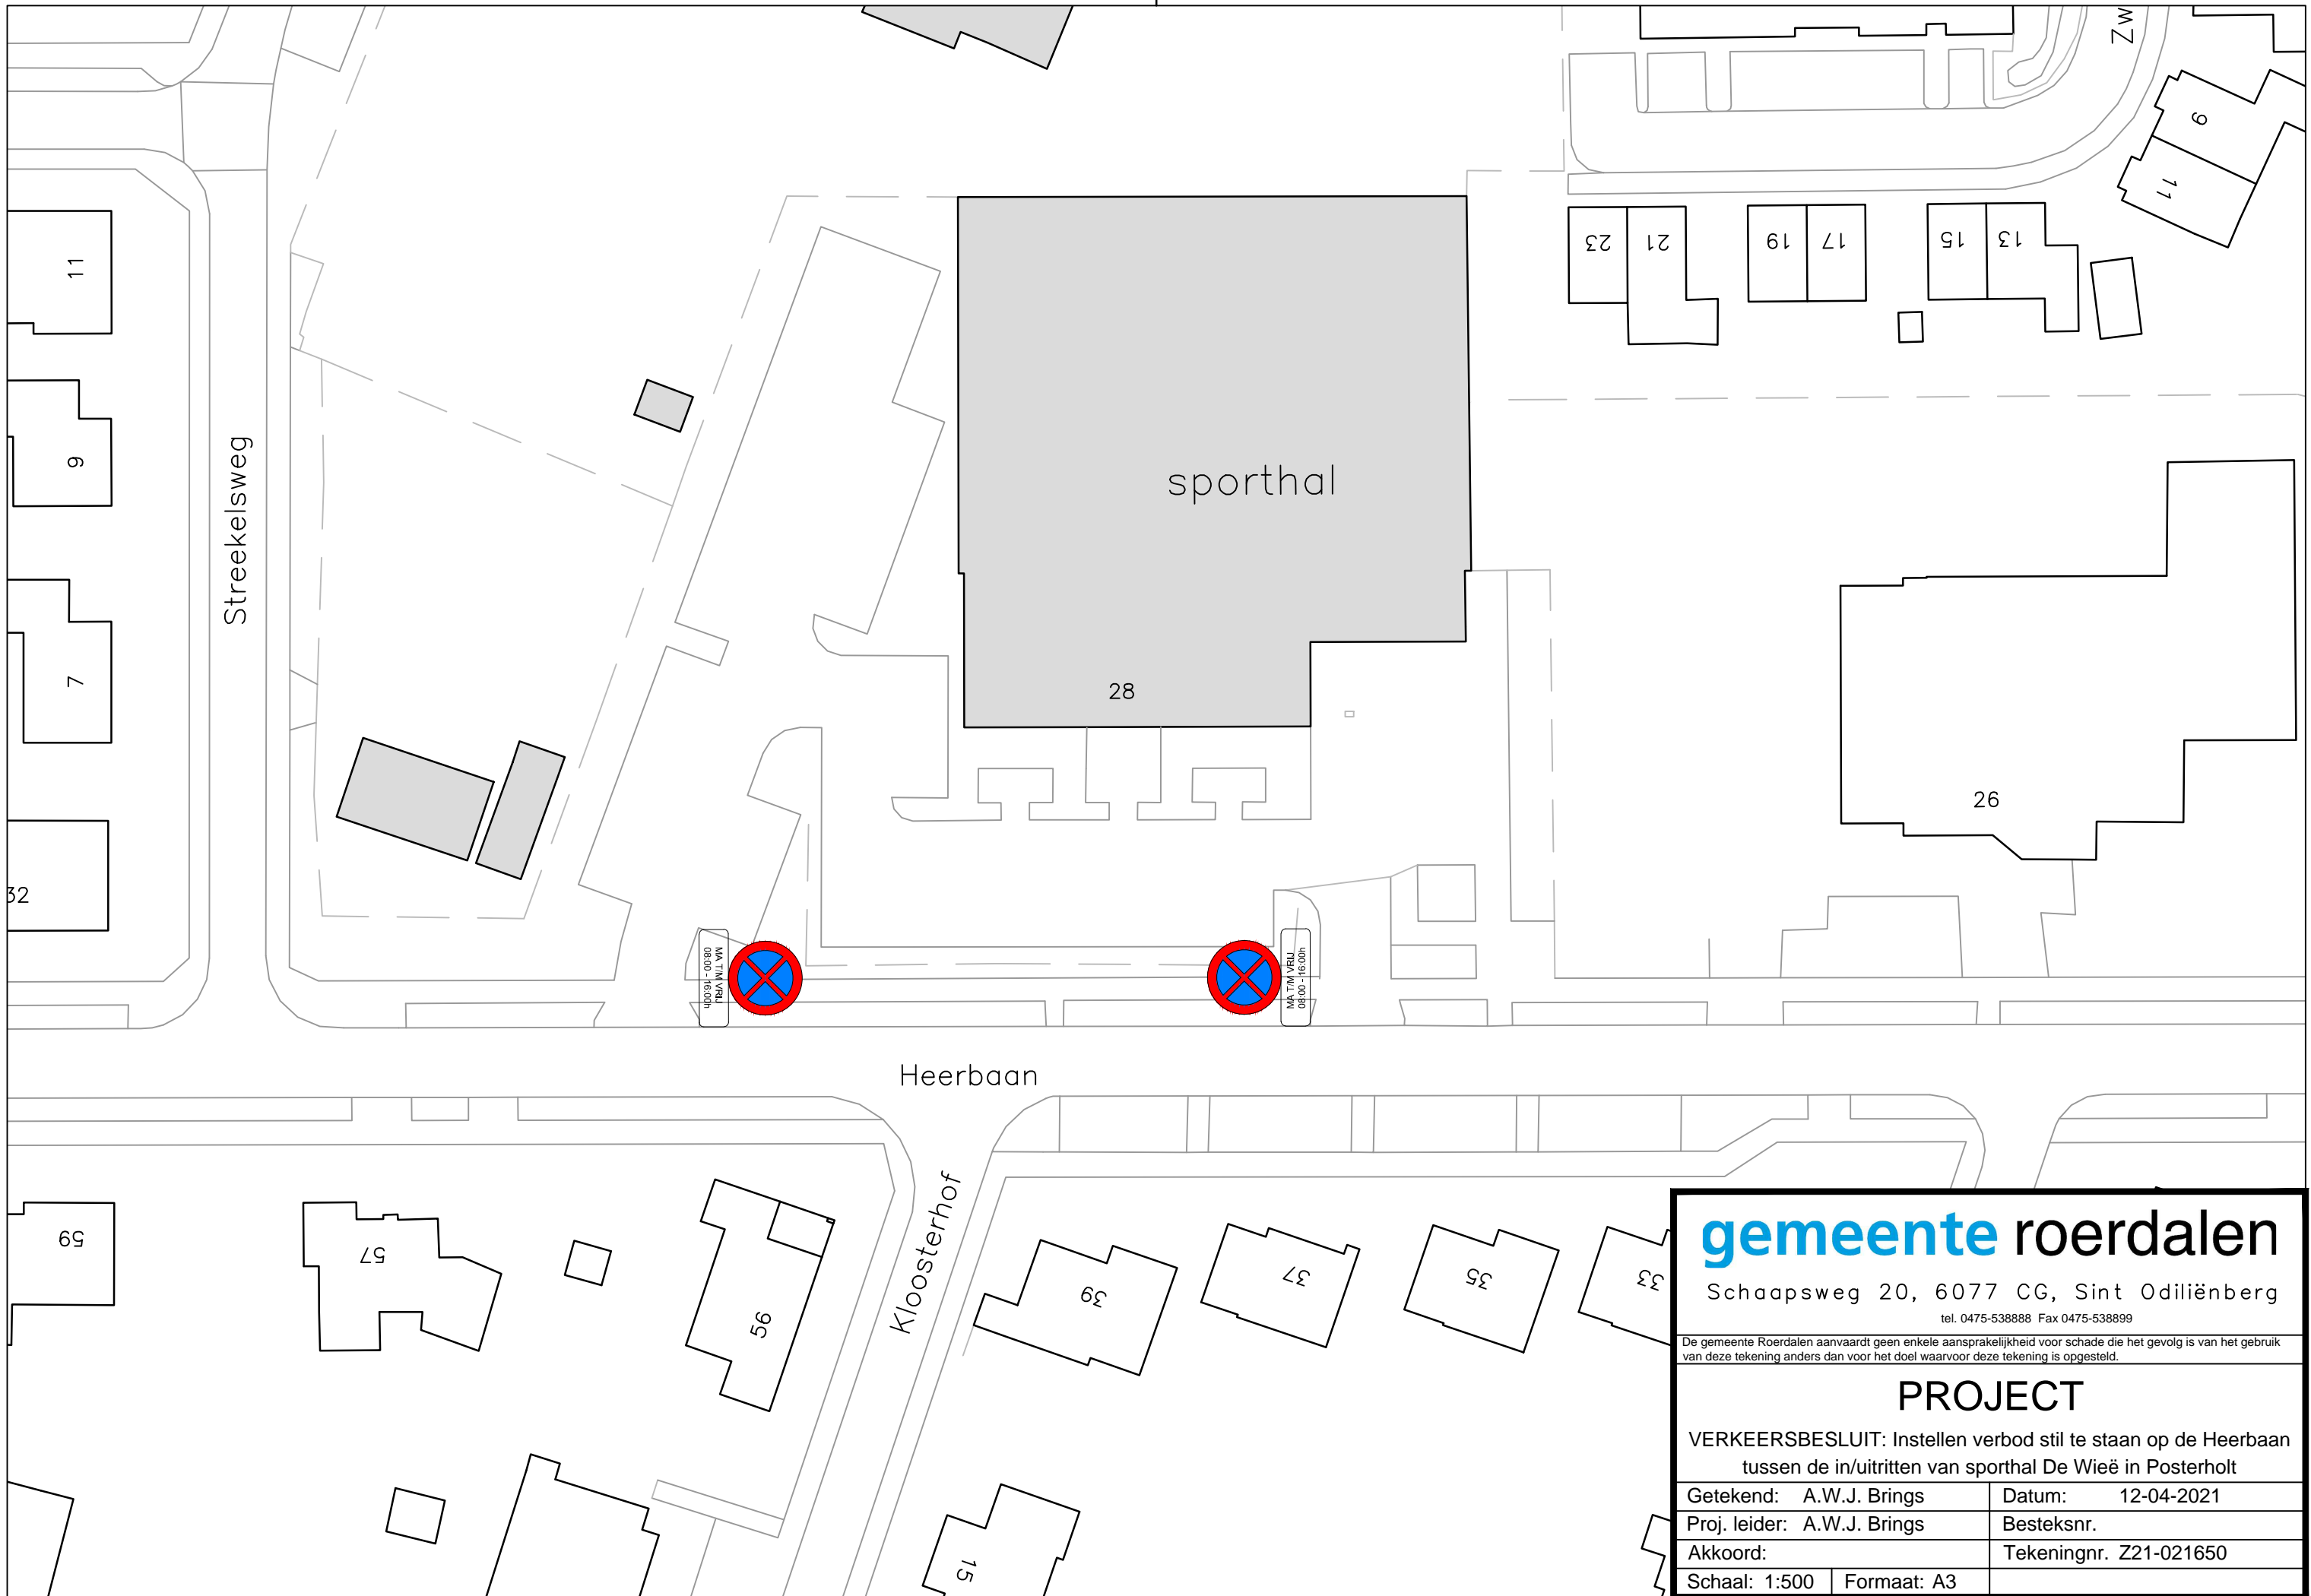 ZW
9
11
23
21
19
17
15
13
11
9
7
32
Streekelsweg
sporthal
28
26
MA T/M VRIJ
08:00 - 16:00h
MA T/M VRIJ
08:00 - 16:00h
Heerbaan
Kloosterhof
59
57
56
39
37
35
33
15
gemeente roerdalen
Schaapsweg 20, 6077 CG, Sint Odiliënberg
tel. 0475-538888 Fax 0475-538899
De gemeente Roerdalen aanvaardt geen enkele aansprakelijkheid voor schade die het gevolg is van het gebruik
van deze tekening anders dan voor het doel waarvoor deze tekening is opgesteld.
PROJECT
VERKEERSBESLUIT: Instellen verbod stil te staan op de Heerbaan
tussen de in/uitritten van sporthal De Wieë in Posterholt
Getekend: A.W.J. Brings Datum: 12-04-2021
Proj. leider: A.W.J. Brings Besteksnr.
Akkoord: Tekeningnr. Z21-021650
Schaal: 1:500 Formaat: A3